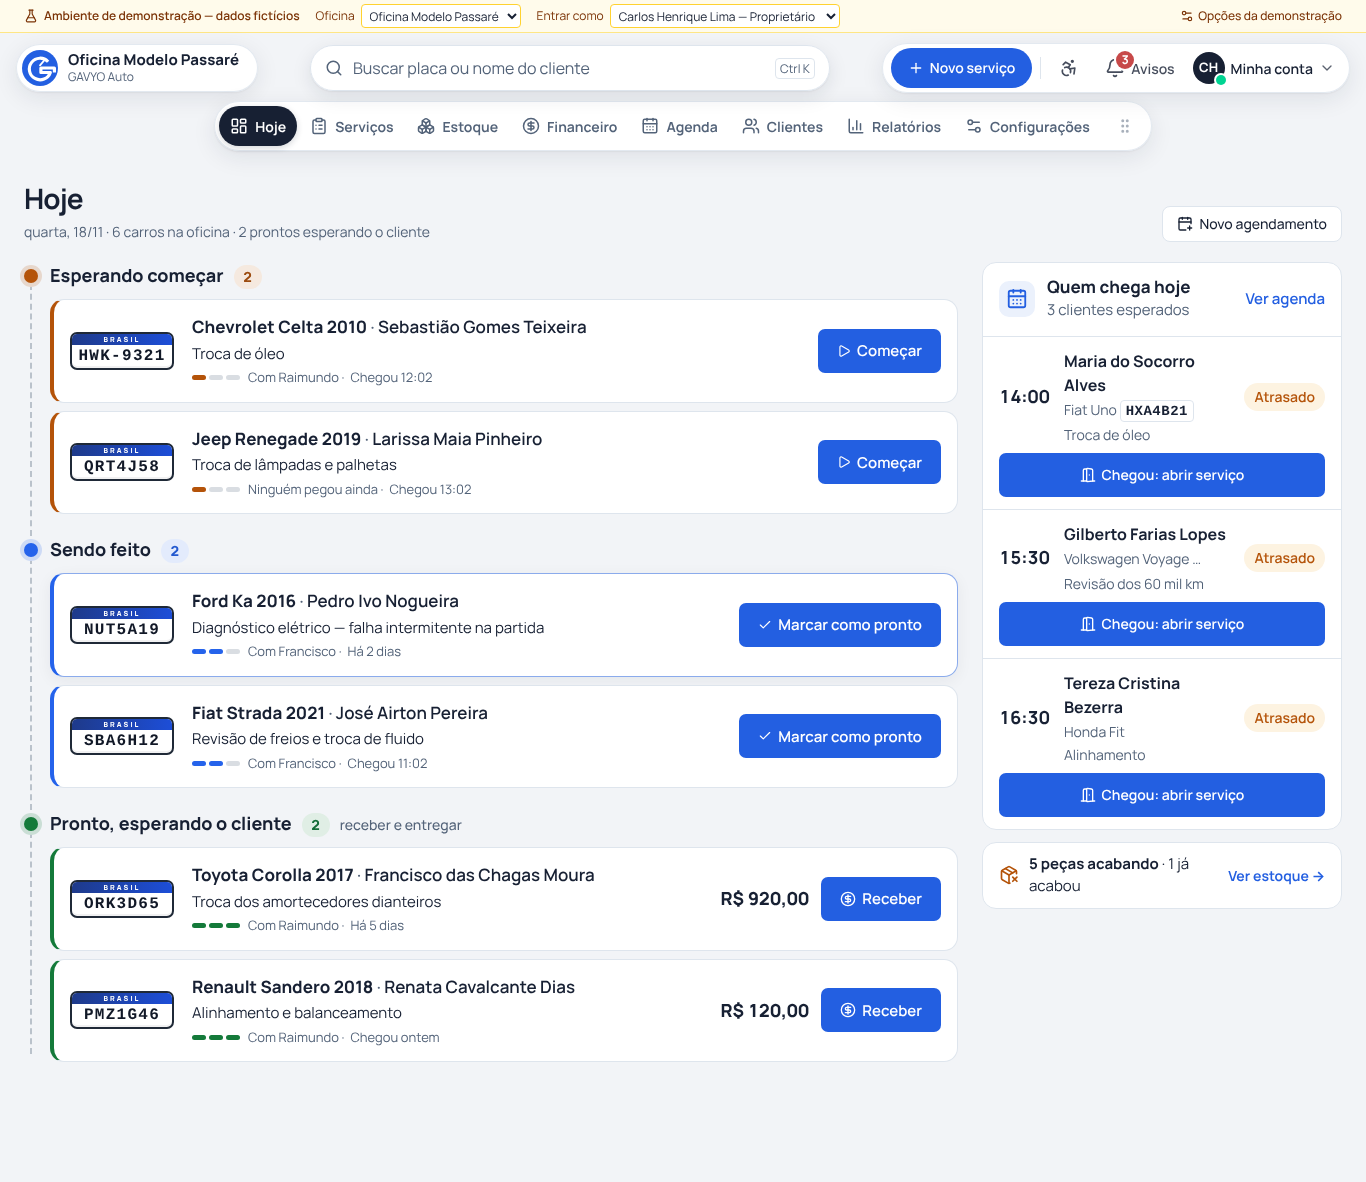 Ambiente de demonstração — dados fictícios Oficina Oficina Modelo Passaré Entrar como Carlos Henrique Lima — Proprietário Opções da demonstração
Oficina Modelo Passaré
GAVYO Auto
Buscar placa ou nome do cliente Ctrl K
Novo serviço
3
Avisos
CH Minha conta
Hoje Serviços Estoque Financeiro Agenda Clientes Relatórios Configurações
Hoje
quarta, 18/11 · 6 carros na oficina · 2 prontos esperando o cliente
Novo agendamento
Esperando começar 2
BRASIL
HWK-9321
Chevrolet Celta 2010 · Sebastião Gomes Teixeira
Troca de óleo
Com Raimundo · Chegou 12:02
Começar
BRASIL
QRT4J58
Jeep Renegade 2019 · Larissa Maia Pinheiro
Troca de lâmpadas e palhetas
Ninguém pegou ainda · Chegou 13:02
Começar
Sendo feito 2
BRASIL
NUT5A19
Ford Ka 2016 · Pedro Ivo Nogueira
Diagnóstico elétrico — falha intermitente na partida
Com Francisco · Há 2 dias
Marcar como pronto
BRASIL
SBA6H12
Fiat Strada 2021 · José Airton Pereira
Revisão de freios e troca de fluido
Com Francisco · Chegou 11:02
Marcar como pronto
Pronto, esperando o cliente 2 receber e entregar
BRASIL
ORK3D65
Toyota Corolla 2017 · Francisco das Chagas Moura
Troca dos amortecedores dianteiros
Com Raimundo · Há 5 dias
R$ 920,00 Receber
BRASIL
PMZ1G46
Renault Sandero 2018 · Renata Cavalcante Dias
Alinhamento e balanceamento
Com Raimundo · Chegou ontem
R$ 120,00 Receber
Quem chega hoje
3 clientes esperados
Ver agenda
14:00
Maria do Socorro
Alves
Fiat Uno HXA4B21
Troca de óleo
Atrasado
Chegou: abrir serviço
15:30
Gilberto Farias Lopes
Volkswagen Voyage ...
Revisão dos 60 mil km
Atrasado
Chegou: abrir serviço
16:30
Tereza Cristina
Bezerra
Honda Fit
Alinhamento
Atrasado
Chegou: abrir serviço
5 peças acabando · 1 já
acabou
Ver estoque →